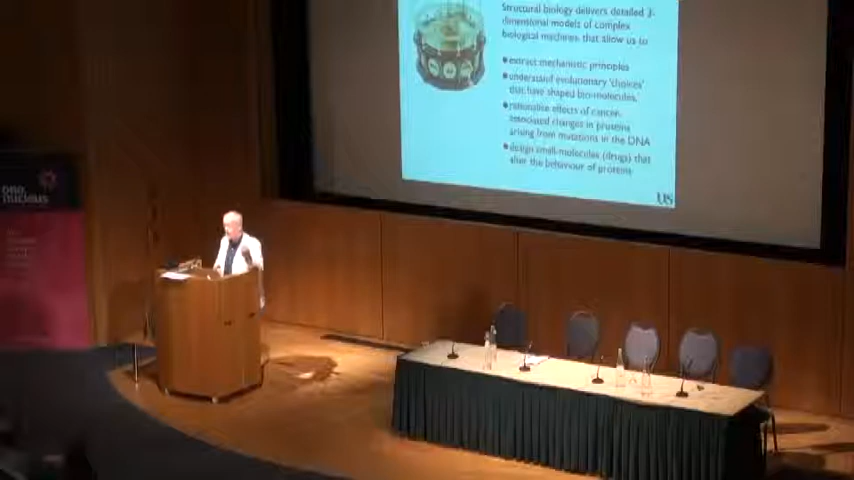 Structural biology delivers detailed 3-
dimensional models of complex
biological machines, that allow us to
•extract mechanistic principles
•understand evolutionary 'choices'
that have shaped bio-molecules,
•rationalise effects of cancer
associated changes in proteins
arising from mutations in the DNA
•design small-molecules (drugs) that
alter the behaviour of proteins
US
nucleus